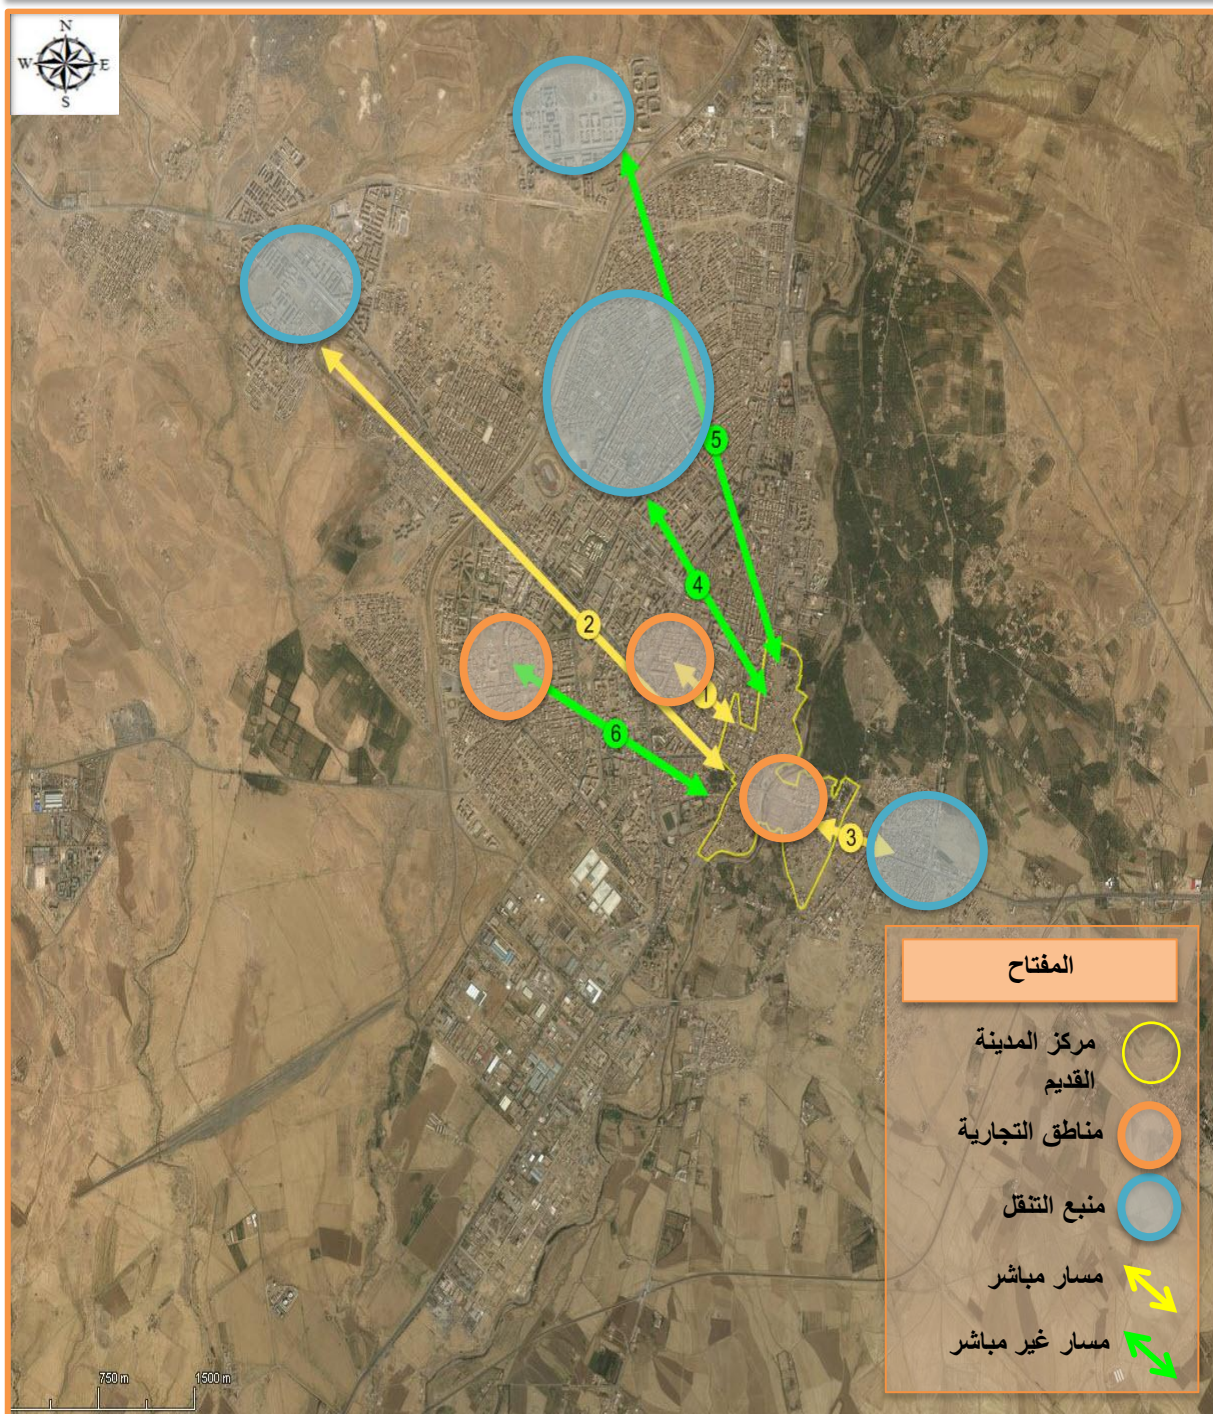 N
W E
S
5
4
2
1
6
3
المفتاح
مركز المدينة
القديم
مناطق التجارية
منبع التنقل
مسار مباشر
مسار غير مباشر
750 m 1500 m